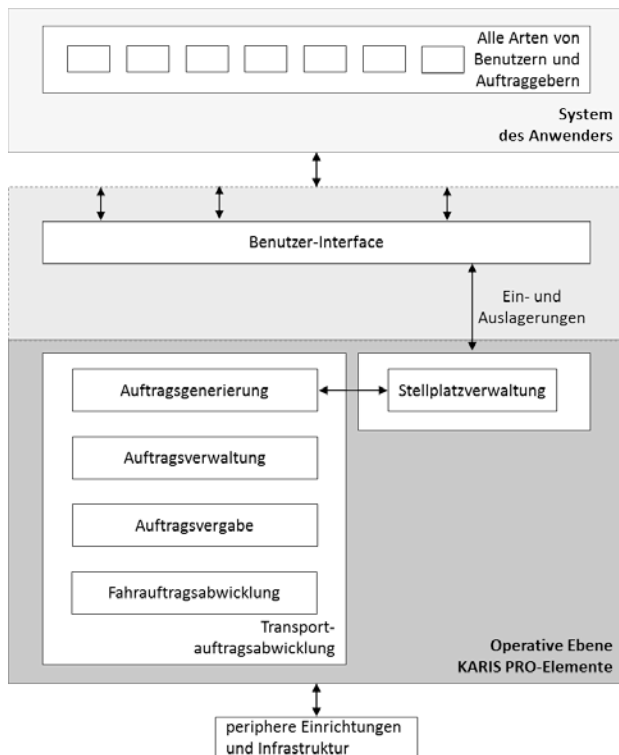 Alle Arten von
Benutzern und
Auftraggebern
System
des Anwenders
Benutzer-Interface
Ein- und
Auslagerungen
Auftragsgenerierung
Stellplatzverwaltung
Auftragsverwaltung
Auftragsvergabe
Fahrauftragsabwicklung
Transport-
auftragsabwicklung
Operative Ebene
KARIS PRO-Elemente
periphere Einrichtungen
und Infrastruktur